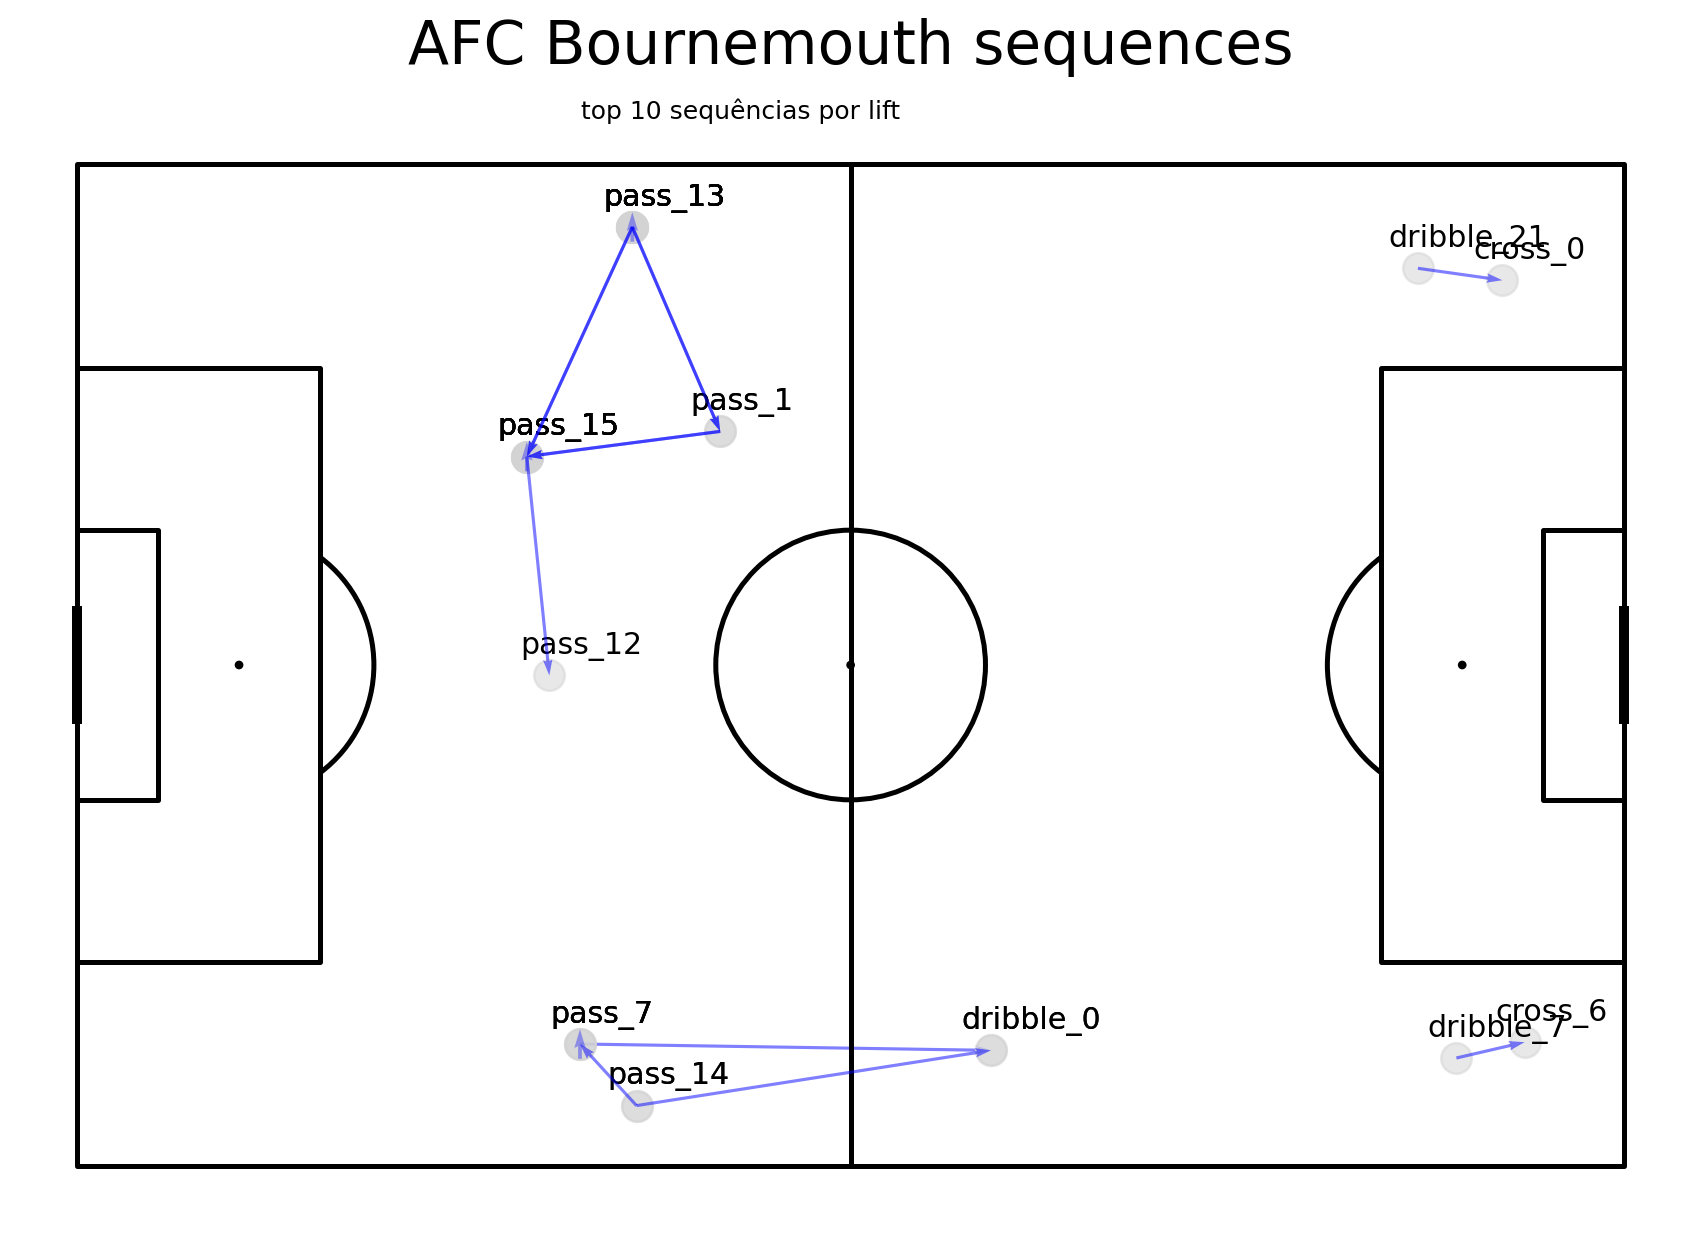 AFC Bournemouth sequences
top 10 sequências por lift
pass_13
dribble_21
cross_0
pass_1
pass_15
pass_12
pass_7
dribble_0
cross_6
dribble_7
pass_14